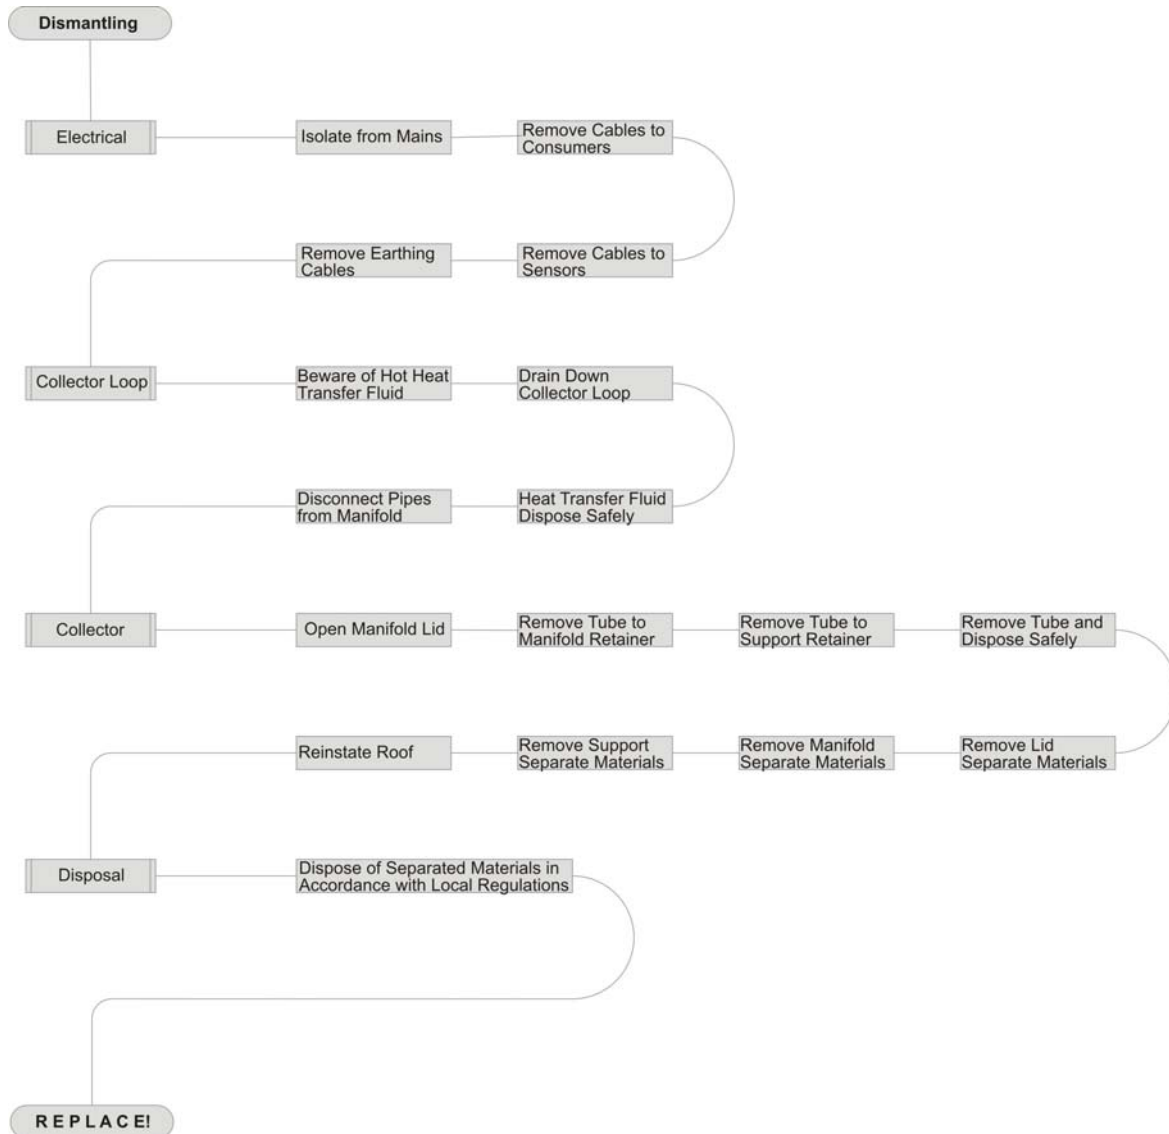 Dismantling
Electrical
Isolate from Mains
Remove Cables to
Consumers
Remove Cables to
Sensors
Remove Earthing
Cables
Collector Loop
Beware of Hot Heat
Transfer Fluid
Drain Down
Collector Loop
Heat Transfer Fluid
Dispose Safely
Disconnect Pipes
from Manifold
Collector
Open Manifold Lid
Remove Tube to
Manifold Retainer
Remove Tube to
Support Retainer
Remove Tube and
Dispose Safely
Remove Lid
Separate Materials
Remove Manifold
Separate Materials
Remove Support
Separate Materials
Reinstate Roof
Disposal
Dispose of Separated Materials in
Accordance with Local Regulations
R E P L A C E!